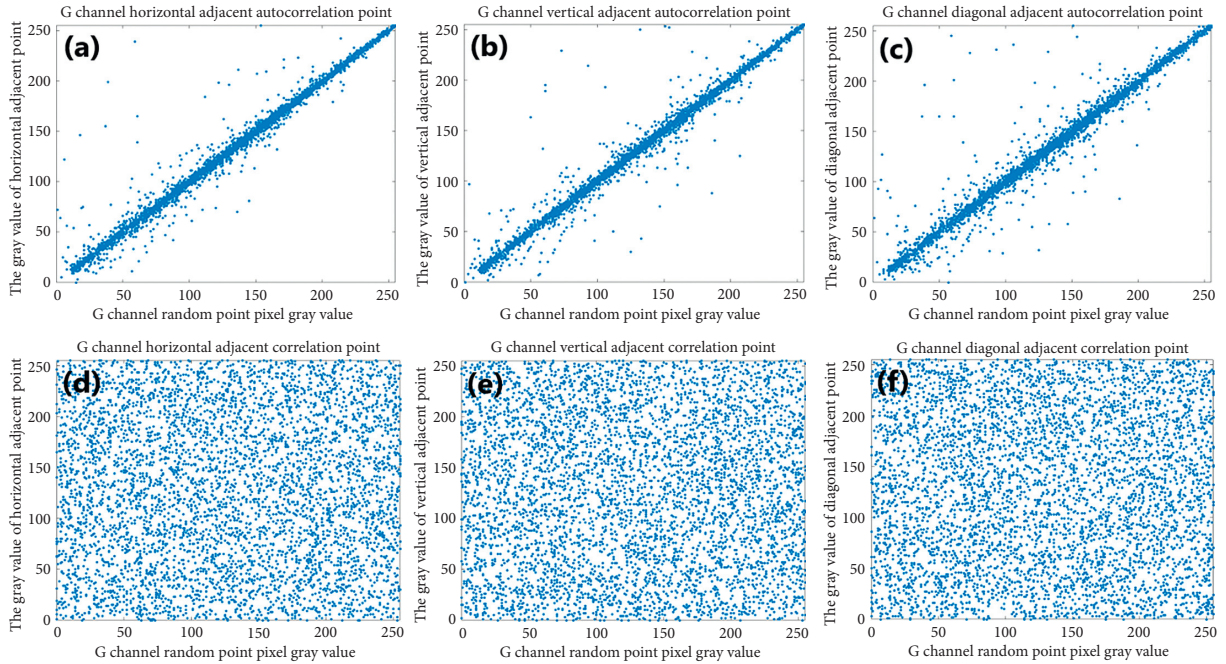 G channel horizontal adjacent autocorrelation point
(a)
The gray value of horizontal adjacent point
250
200
150
100
50
0
0 50 100 150 200 250
G channel random point pixel gray value
G channel vertical adjacent autocorrelation point
(b)
The gray value of vertical adjacent point
250
200
150
100
50
0
0 50 100 150 200 250
G channel random point pixel gray value
G channel diagonal adjacent autocorrelation point
(c)
The gray value of diagonal adjacent point
250
200
150
100
50
0
0 50 100 150 200 250
G channel random point pixel gray value
G channel horizontal adjacent correlation point
(d)
The gray value of horizontal adjacent point
250
200
150
100
50
0
0 50 100 150 200 250
G channel random point pixel gray value
G channel vertical adjacent correlation point
(e)
The gray value of vertical adjacent point
250
200
150
100
50
0
0 50 100 150 200 250
G channel random point pixel gray value
G channel diagonal adjacent correlation point
(f)
The gray value of diagonal adjacent point
250
200
150
100
50
0
0 50 100 150 200 250
G channel random point pixel gray value